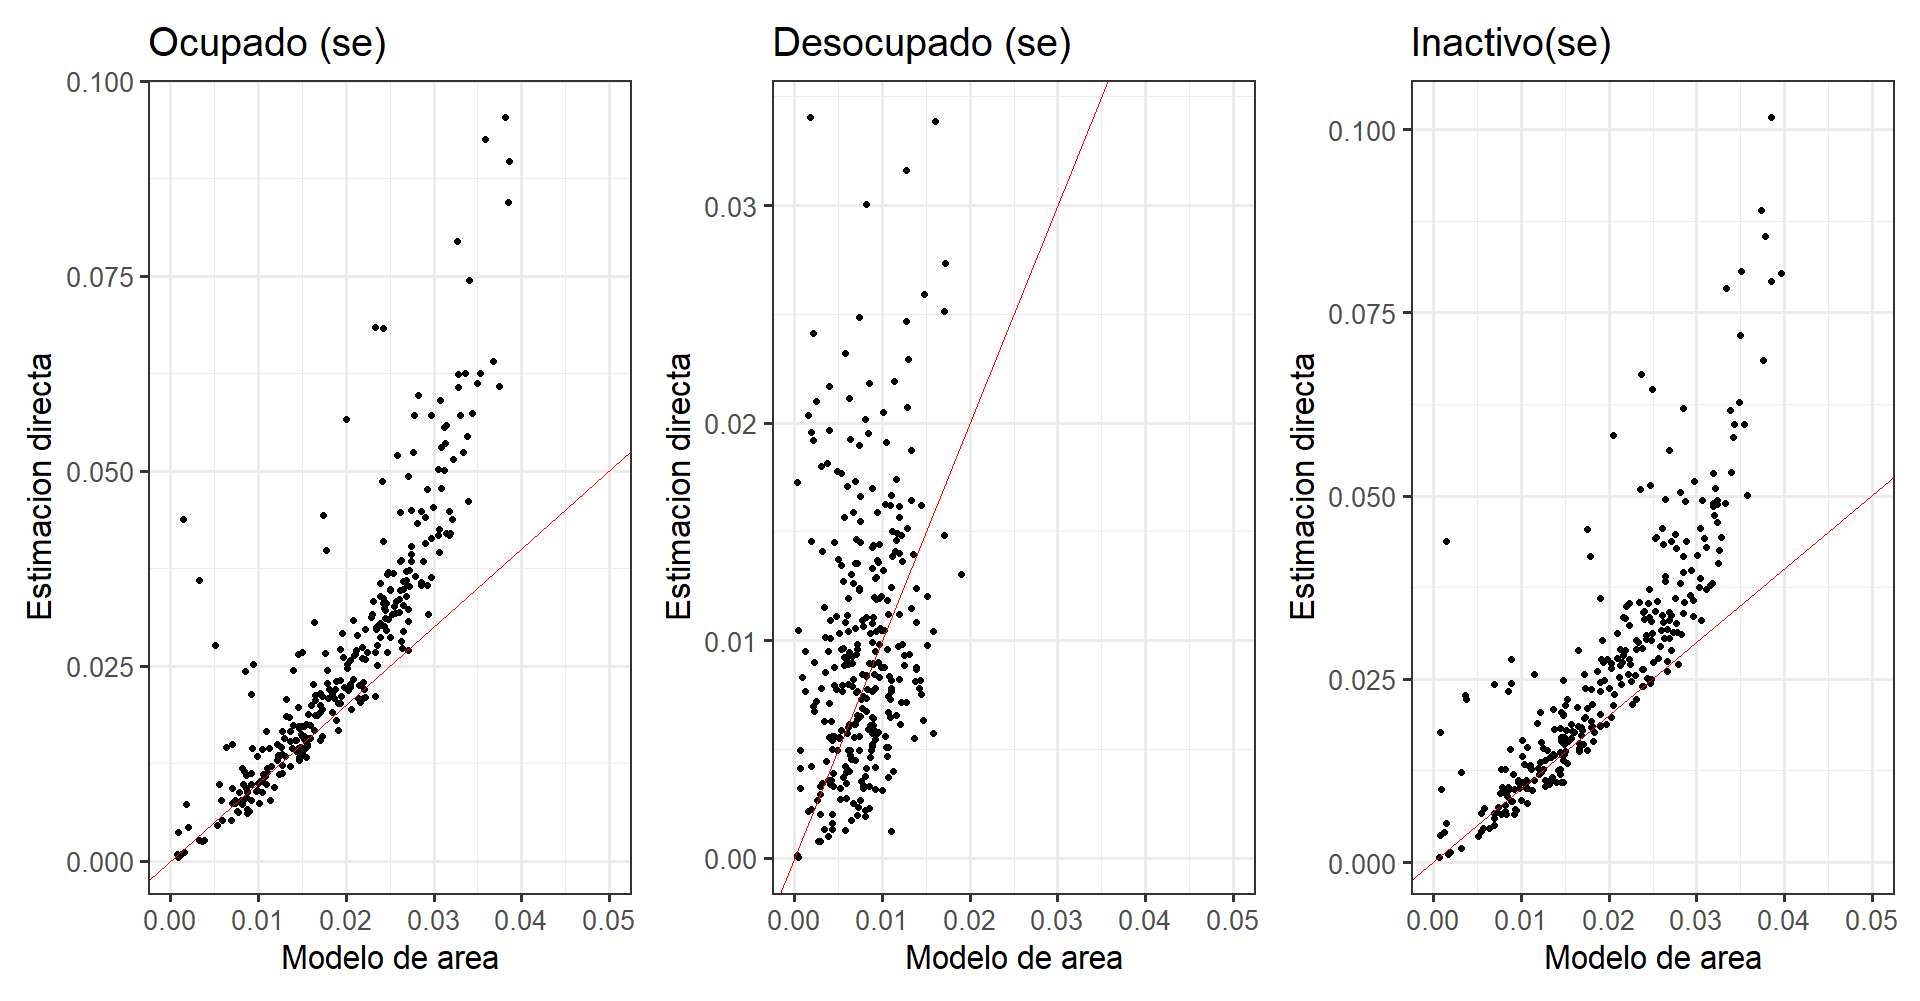 Ocupado (se)
Estimacion directa
0.100
0.075
0.050
0.025
0.000
0.00 0.01 0.02 0.03 0.04 0.05
Modelo de area
Desocupado (se)
Estimacion directa
0.03
0.02
0.01
0.00
0.00 0.01 0.02 0.03 0.04 0.05
Modelo de area
Inactivo(se)
Estimacion directa
0.100
0.075
0.050
0.025
0.000
0.00 0.01 0.02 0.03 0.04 0.05
Modelo de area